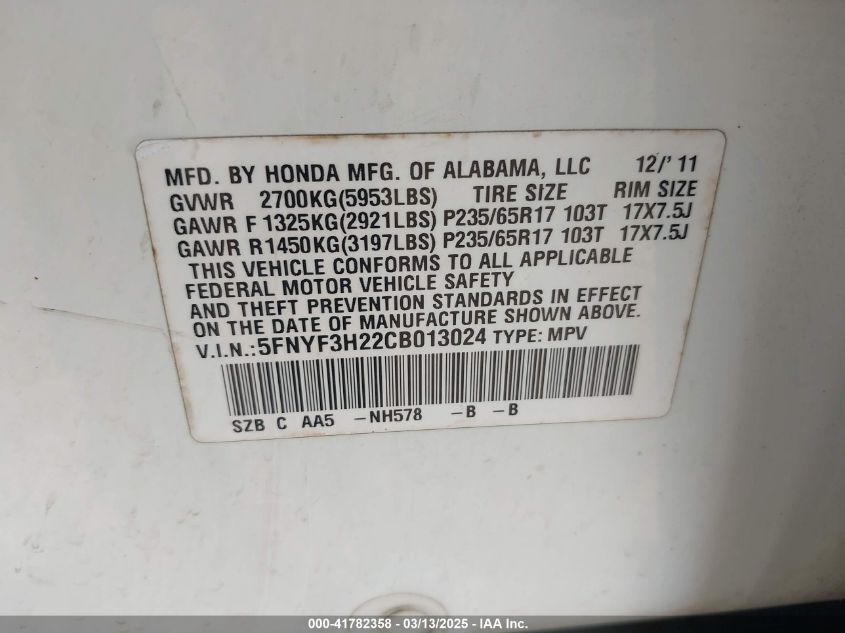 MFD. BY HONDA MFG. OF ALABAMA, LLC 12/' 11
GVWR 2700KG(5953LBS) TIRE SIZE RIM SIZE
GAWR F 1325KG(2921LBS) P235/65R17 103T 17X7.5J
GAWR R 1450KG(3197LBS) P235/65R17 103T 17X7.5J
THIS VEHICLE CONFORMS TO ALL APPLICABLE
FEDERAL MOTOR VEHICLE SAFETY
AND THEFT PREVENTION STANDARDS IN EFFECT
ON THE DATE OF MANUFACTURE SHOWN ABOVE.
V.I.N.: 5FNYF3H22CB013024 TYPE: MPV
SZB C AA5 -NH578 -B -B
000-41782358 - 03/13/2025 - IAA Inc.